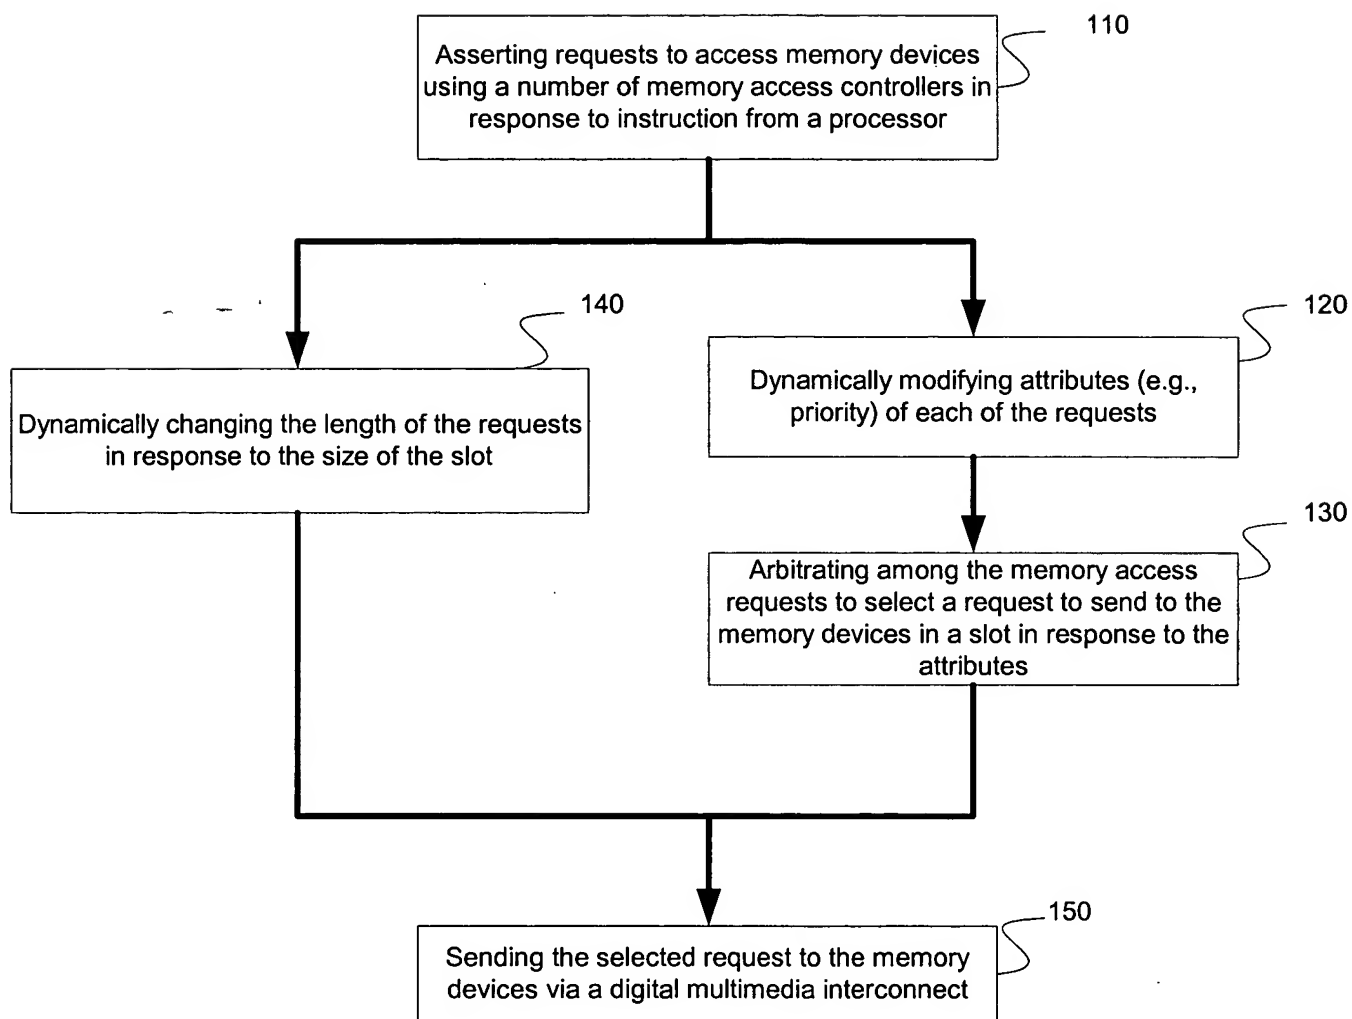 110
Asserting requests to access memory devices
using a number of memory access controllers in
response to instruction from a processor
140
120
Dynamically changing the length of the requests
in response to the size of the slot
Dynamically modifying attributes (e.g.,
priority) of each of the requests
130
Arbitrating among the memory access
requests to select a request to send to the
memory devices in a slot in response to the
attributes
150
Sending the selected request to the memory
devices via a digital multimedia interconnect